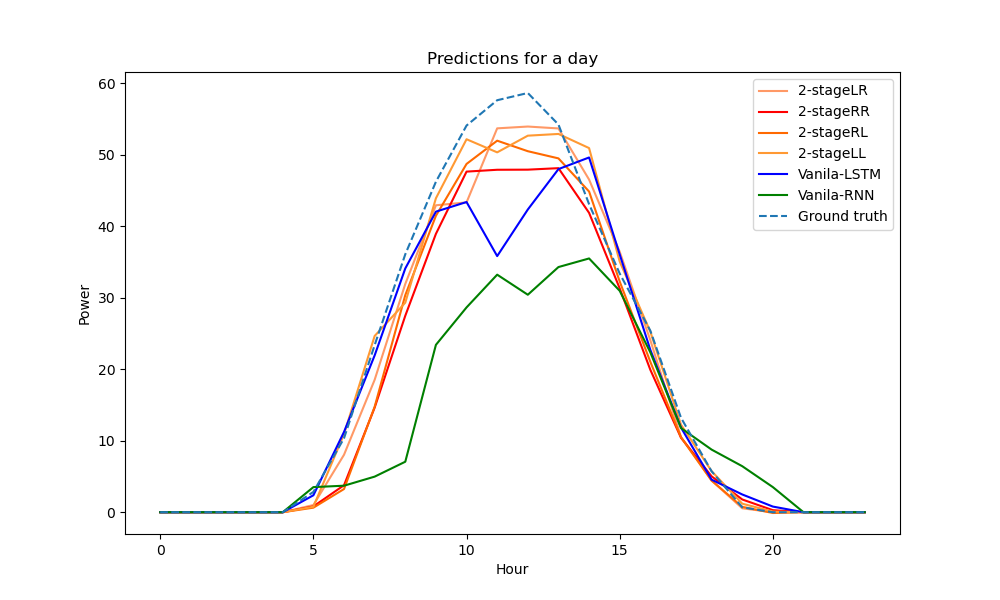 Predictions for a day
60
50
40
30
20
10
0
Power
0 5 10 15 20
Hour
2-stageLR
2-stageRR
2-stageRL
2-stageLL
Vanila-LSTM
Vanila-RNN
Ground truth